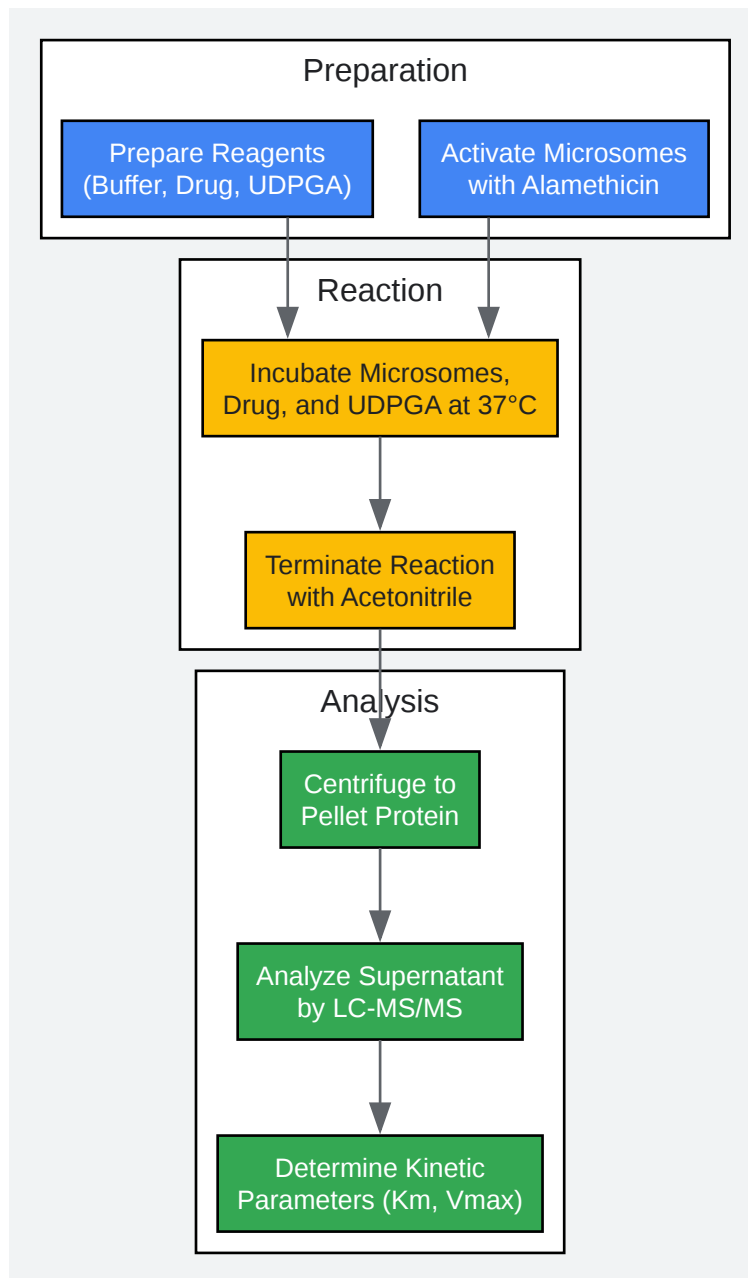 Preparation
Prepare Reagents
(Buffer, Drug, UDPGA)
Activate Microsomes
with Alamethicin
Reaction
Incubate Microsomes,
Drug, and UDPGA at 37°C
Terminate Reaction
with Acetonitrile
Analysis
Centrifuge to
Pellet Protein
Analyze Supernatant
by LC-MS/MS
Determine Kinetic
Parameters (Km, Vmax)